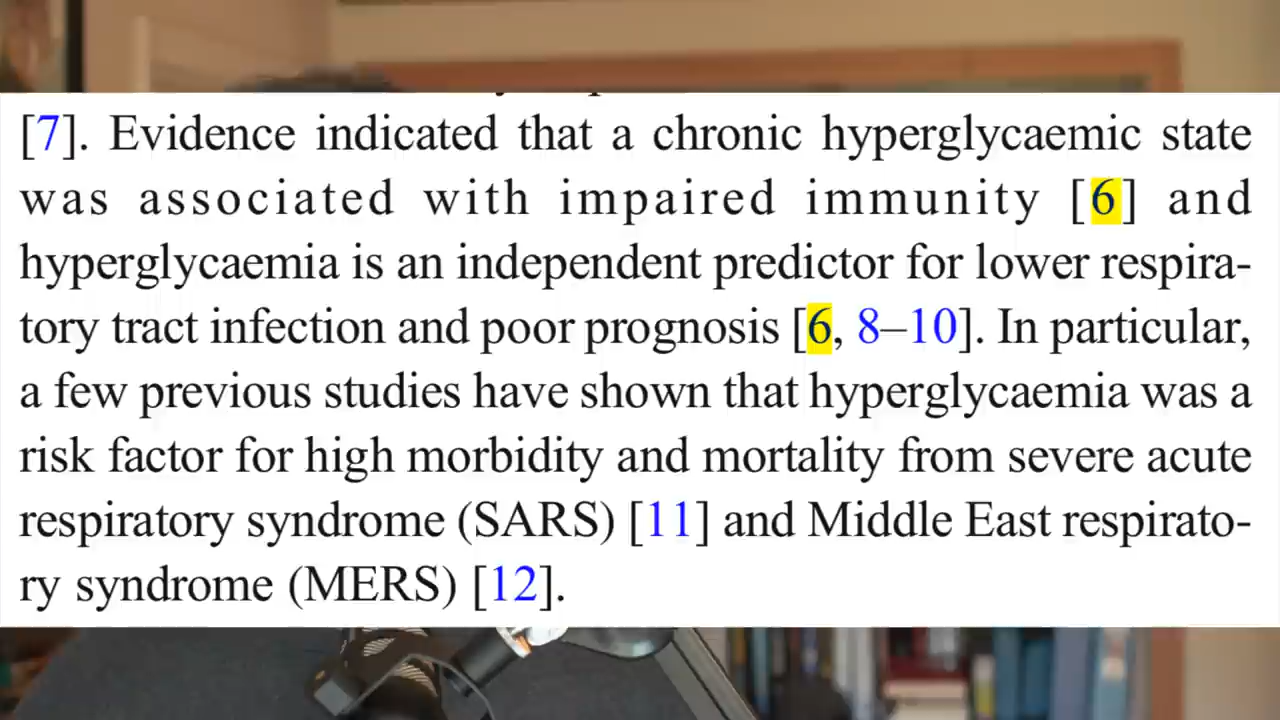 [7]. Evidence indicated that a chronic hyperglycaemic state
was associated with impaired immunity [6] and
hyperglycaemia is an independent predictor for lower respira-
tory tract infection and poor prognosis [6, 8–10]. In particular,
a few previous studies have shown that hyperglycaemia was a
risk factor for high morbidity and mortality from severe acute
respiratory syndrome (SARS) [11] and Middle East respirato-
ry syndrome (MERS) [12].